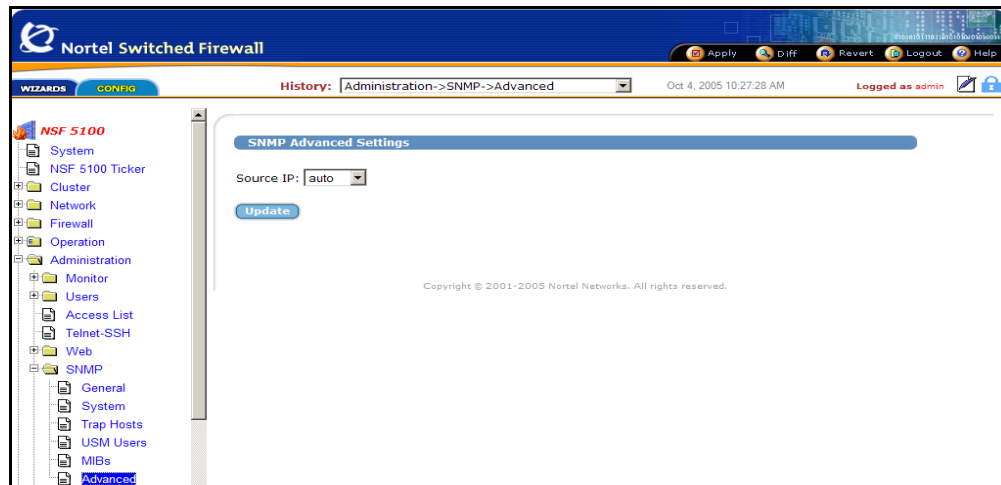 Nortel Switched Firewall
Apply Diff Revert Logout Help
WIZARDS CONFIG
History: Administration->SNMP->Advanced
Oct 4, 2005 10:27:28 AM
Logged as admin
NSF 5100
System
NSF 5100 Ticker
Cluster
Network
Firewall
Operation
Administration
Monitor
Users
Access List
Telnet-SSH
Web
SNMP
General
System
Trap Hosts
USM Users
MIBs
Advanced
SNMP Advanced Settings
Source IP: auto
Update
Copyright © 2001-2005 Nortel Networks. All rights reserved.